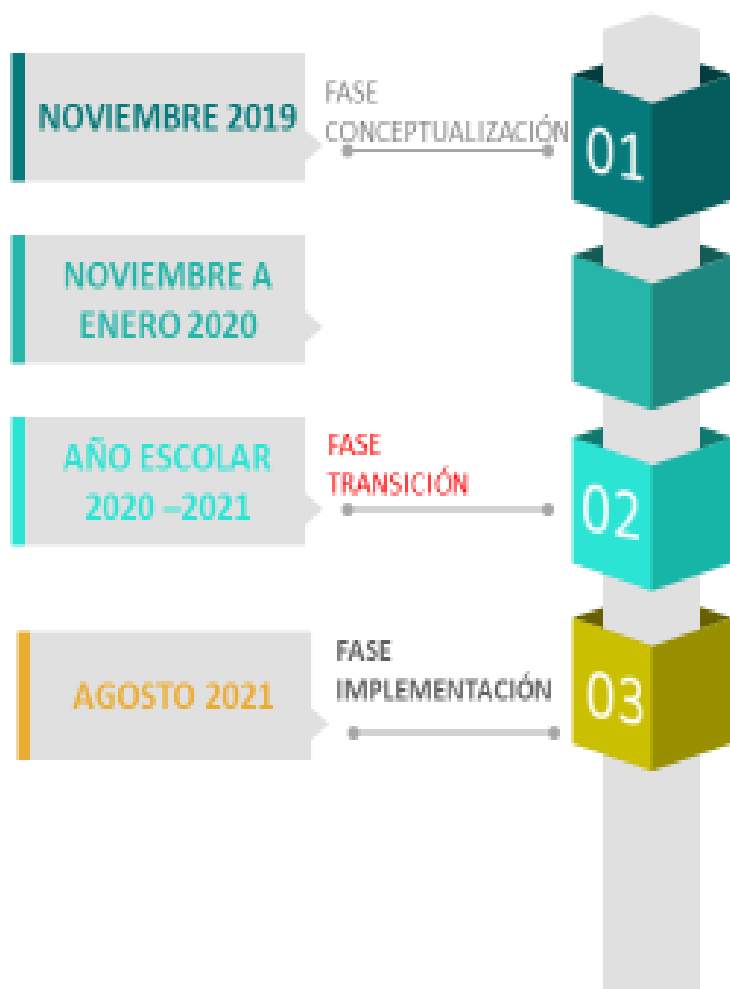 NOVIEMBRE 2019
FASE
CONCEPTUALIZACIÓN
01
NOVIEMBRE A
ENERO 2020
AÑO ESCOLAR
2020 –2021
FASE
TRANSICIÓN
02
AGOSTO 2021
FASE
IMPLEMENTACIÓN
03